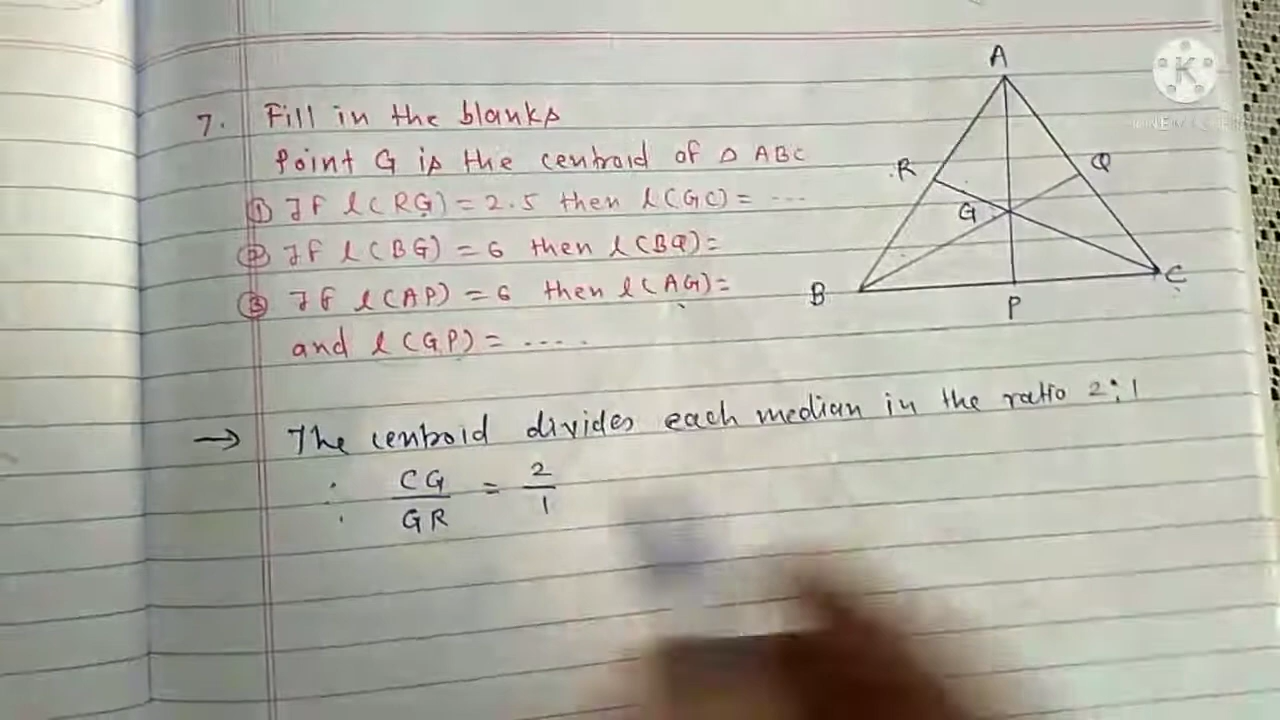 7. Fill in the blanks
Point G is the centroid of Δ ABC
① If l(RG) = 2.5 then l(GC) = ...
② If l(BG) = 6 then l(BQ) =
③ If l(AP) = 6 then l(AG) =
and l(GP) = .....
→ The centroid divides each median in the ratio 2:1
∴ CG/GR = 2/1
A
R
Q
G
B
P
C
K
KINEMASTER